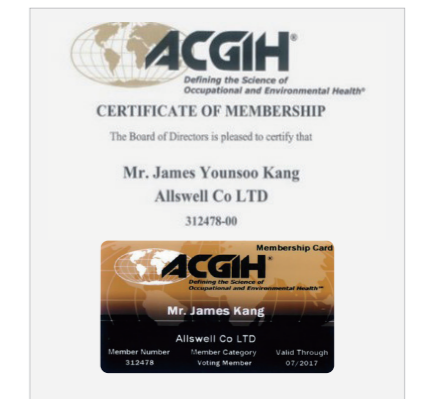 ACGIH®
Defining the Science of
Occupational and Environmental Health®
CERTIFICATE OF MEMBERSHIP
The Board of Directors is pleased to certify that
Mr. James Younsoo Kang
Allswell Co LTD
312478-00
Membership Card
ACGIH®
Defining the Science of
Occupational and Environmental Health™
Mr. James Kang
Allswell Co LTD
Member Number Member Category Valid Through
312478 Voting Member 07/2017